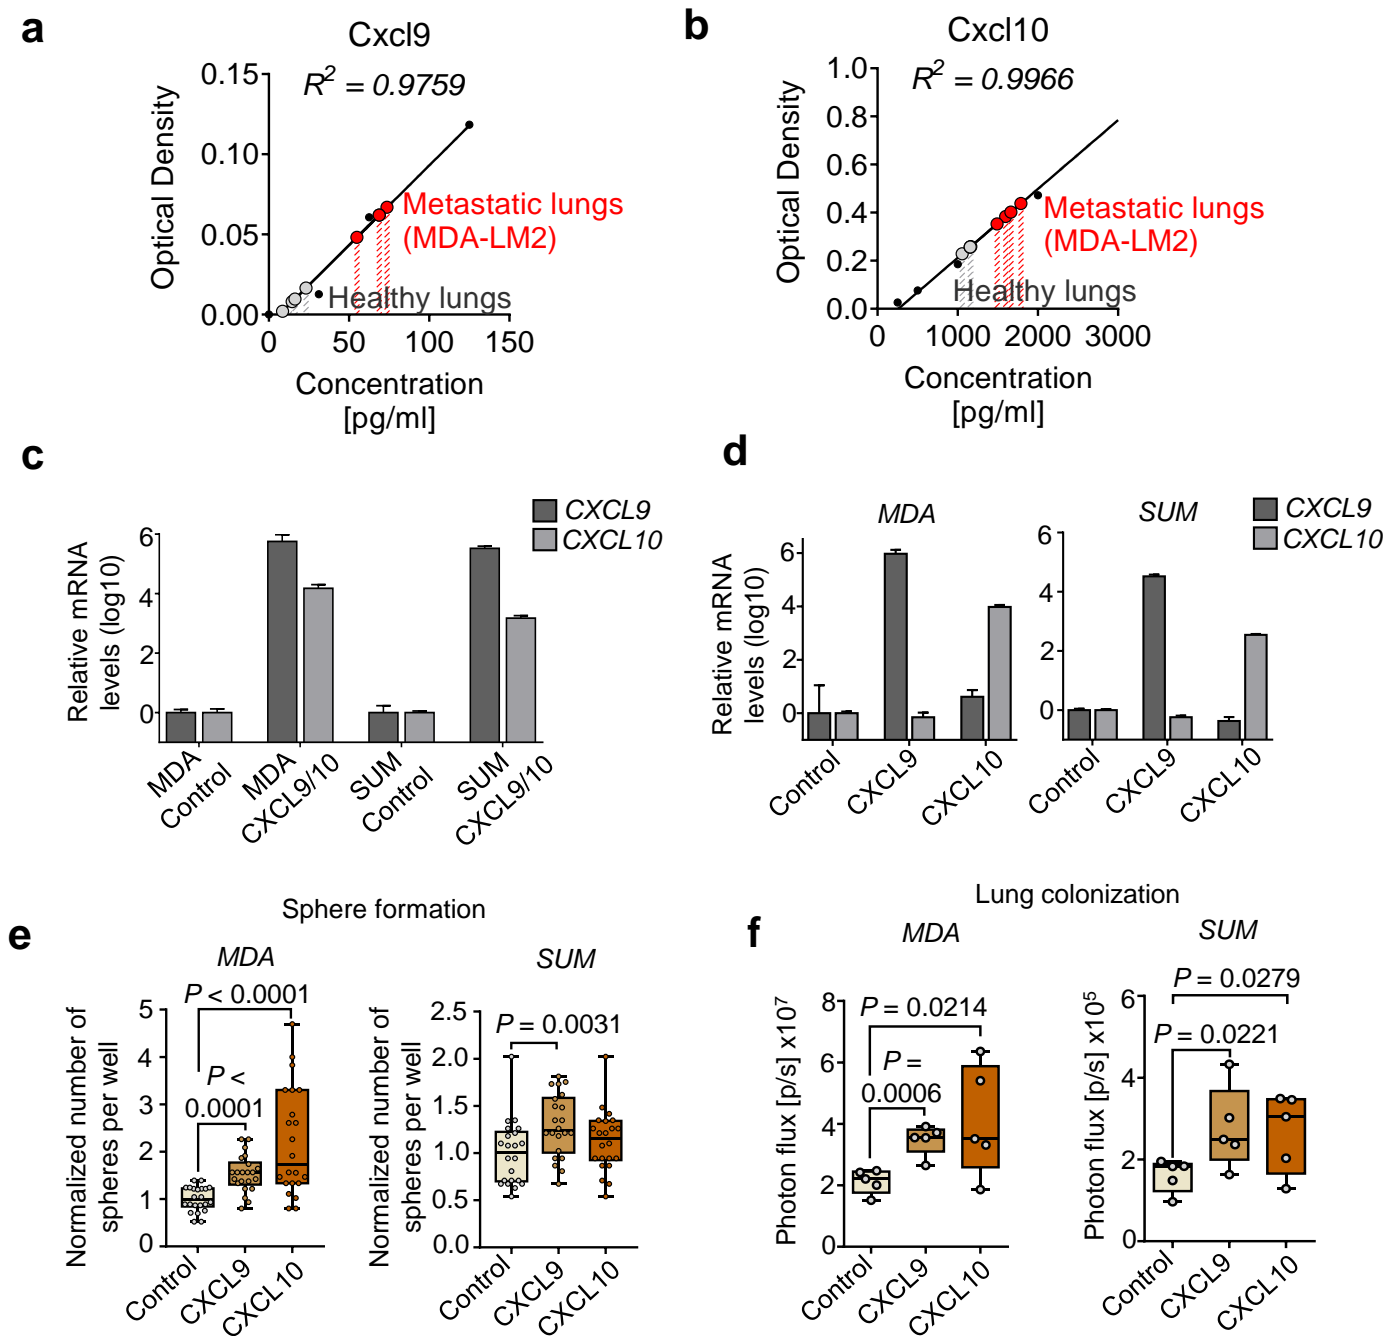 a
Cxcl9
R² = 0.9759
0.15
0.10
0.05
0.00
Optical Density
Metastatic lungs
(MDA-LM2)
Healthy lungs
0
50
100
150
Concentration
[pg/ml]
b
Cxcl10
R² = 0.9966
1.0
0.8
0.6
0.4
0.2
0.0
Optical Density
Metastatic lungs
(MDA-LM2)
Healthy lungs
0
1000
2000
3000
Concentration
[pg/ml]
c
CXCL9
CXCL10
Relative mRNA
levels (log10)
6
4
2
0
MDA
Control
MDA
CXCL9/10
SUM
Control
SUM
CXCL9/10
d
MDA
SUM
CXCL9
CXCL10
Relative mRNA
levels (log10)
6
4
2
0
Control
CXCL9
CXCL10
6
4
2
0
Control
CXCL9
CXCL10
Sphere formation
e
MDA
P < 0.0001
P <
0.0001
Normalized number of
spheres per well
5
4
3
2
1
0
Control
CXCL9
CXCL10
SUM
P = 0.0031
Normalized number of
spheres per well
2.5
2.0
1.5
1.0
0.5
0.0
Control
CXCL9
CXCL10
Lung colonization
f
MDA
P = 0.0214
P =
0.0006
Photon flux [p/s] x10⁷
8
6
4
2
0
Control
CXCL9
CXCL10
SUM
P = 0.0279
P = 0.0221
Photon flux [p/s] x10⁵
6
4
2
0
Control
CXCL9
CXCL10